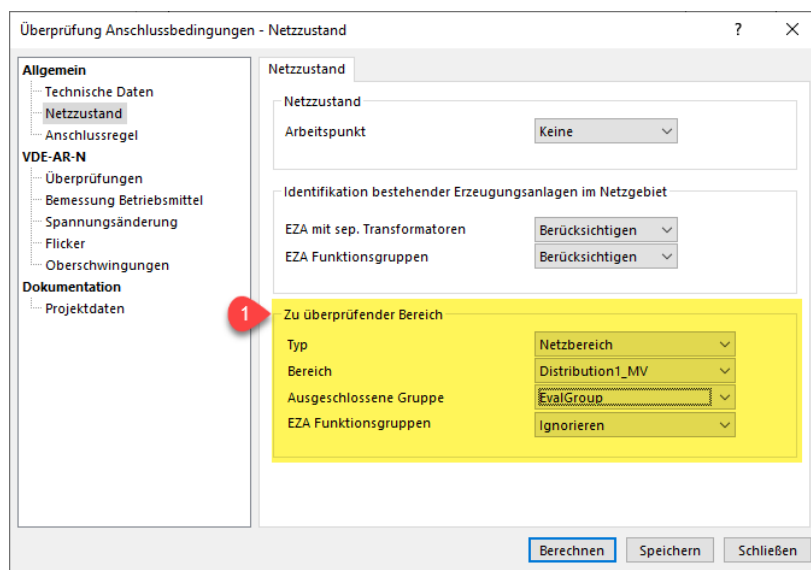 Überprüfung Anschlussbedingungen - Netzzustand ? ×
Allgemein
Technische Daten
Netzzustand
Anschlussregel
VDE-AR-N
Überprüfungen
Bemessung Betriebsmittel
Spannungsänderung
Flicker
Oberschwingungen
Dokumentation
Projektdaten
Netzzustand
Netzzustand
Arbeitspunkt Keine
Identifikation bestehender Erzeugungsanlagen im Netzgebiet
EZA mit sep. Transformatoren Berücksichtigen
EZA Funktionsgruppen Berücksichtigen
1
Zu überprüfender Bereich
Typ Netzbereich
Bereich Distribution1_MV
Ausgeschlossene Gruppe EvalGroup
EZA Funktionsgruppen Ignorieren
Berechnen Speichern Schließen